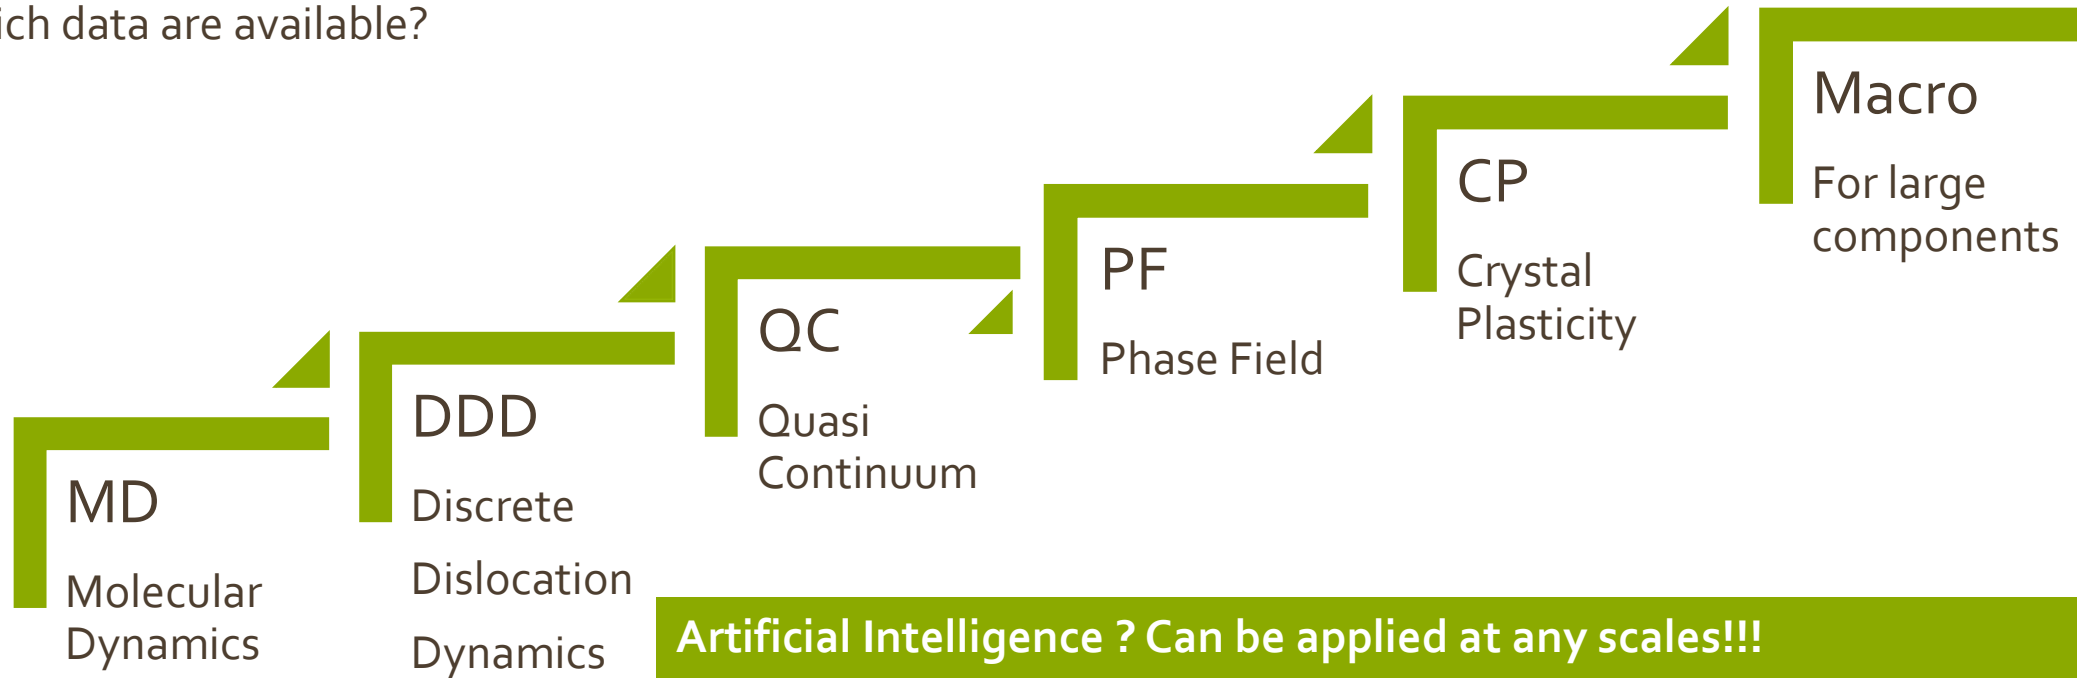 ich data are available?
MD
Molecular
Dynamics
DDD
Discrete
Dislocation
Dynamics
QC
Quasi
Continuum
PF
Phase Field
CP
Crystal
Plasticity
Macro
For large
components
Artificial Intelligence ? Can be applied at any scales!!!